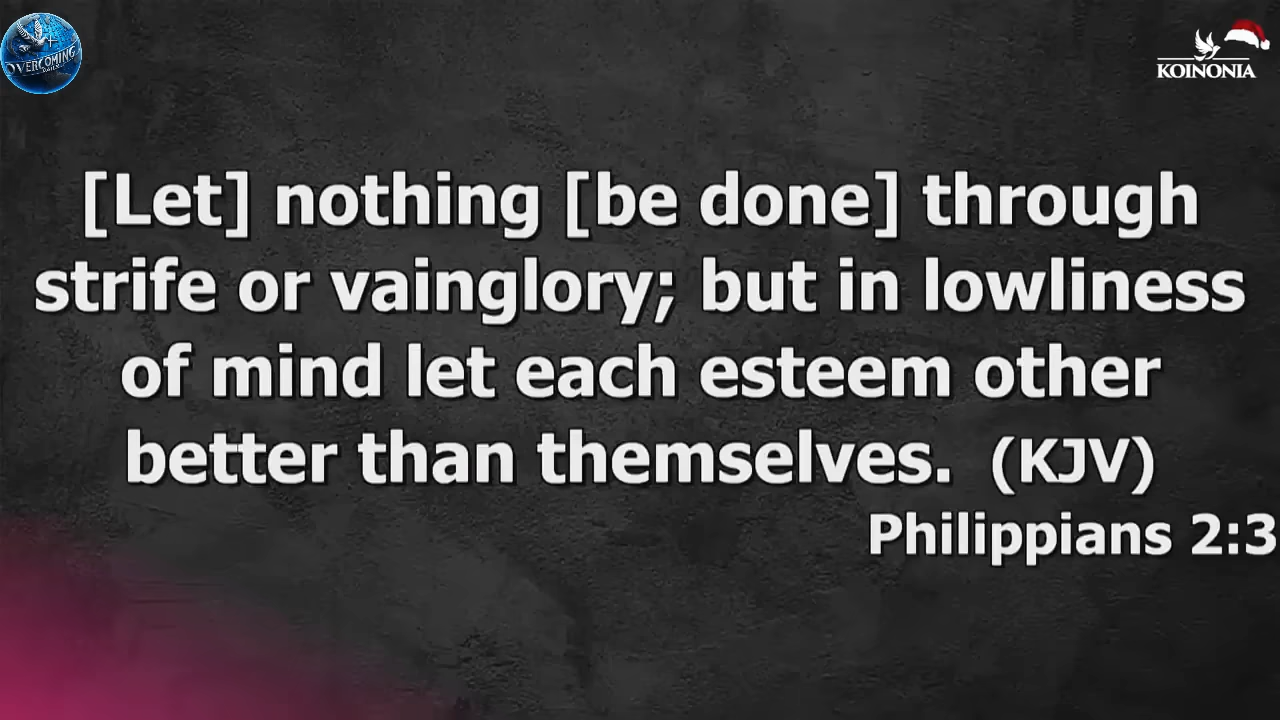 OVERCOMING
KOINONIA
[Let] nothing [be done] through
strife or vainglory; but in lowliness
of mind let each esteem other
better than themselves.  (KJV)
Philippians 2:3